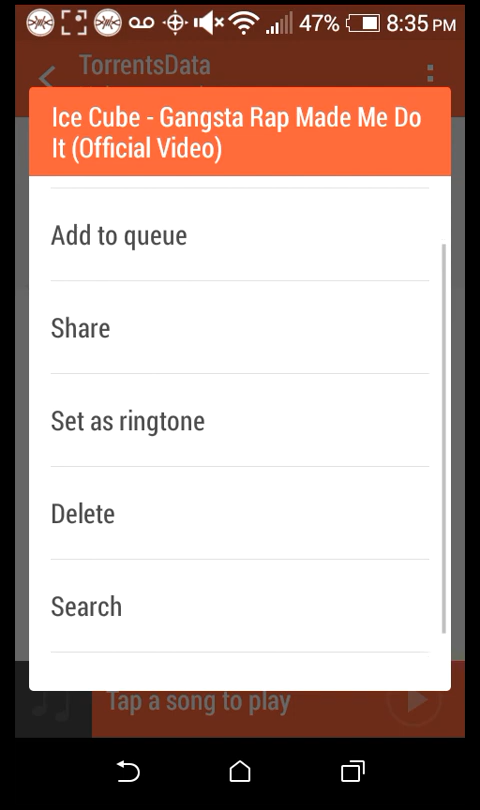 47% 8:35 PM
TorrentsData
Ice Cube - Gangsta Rap Made Me Do
It (Official Video)
Add to queue
Share
Set as ringtone
Delete
Search
Tap a song to play